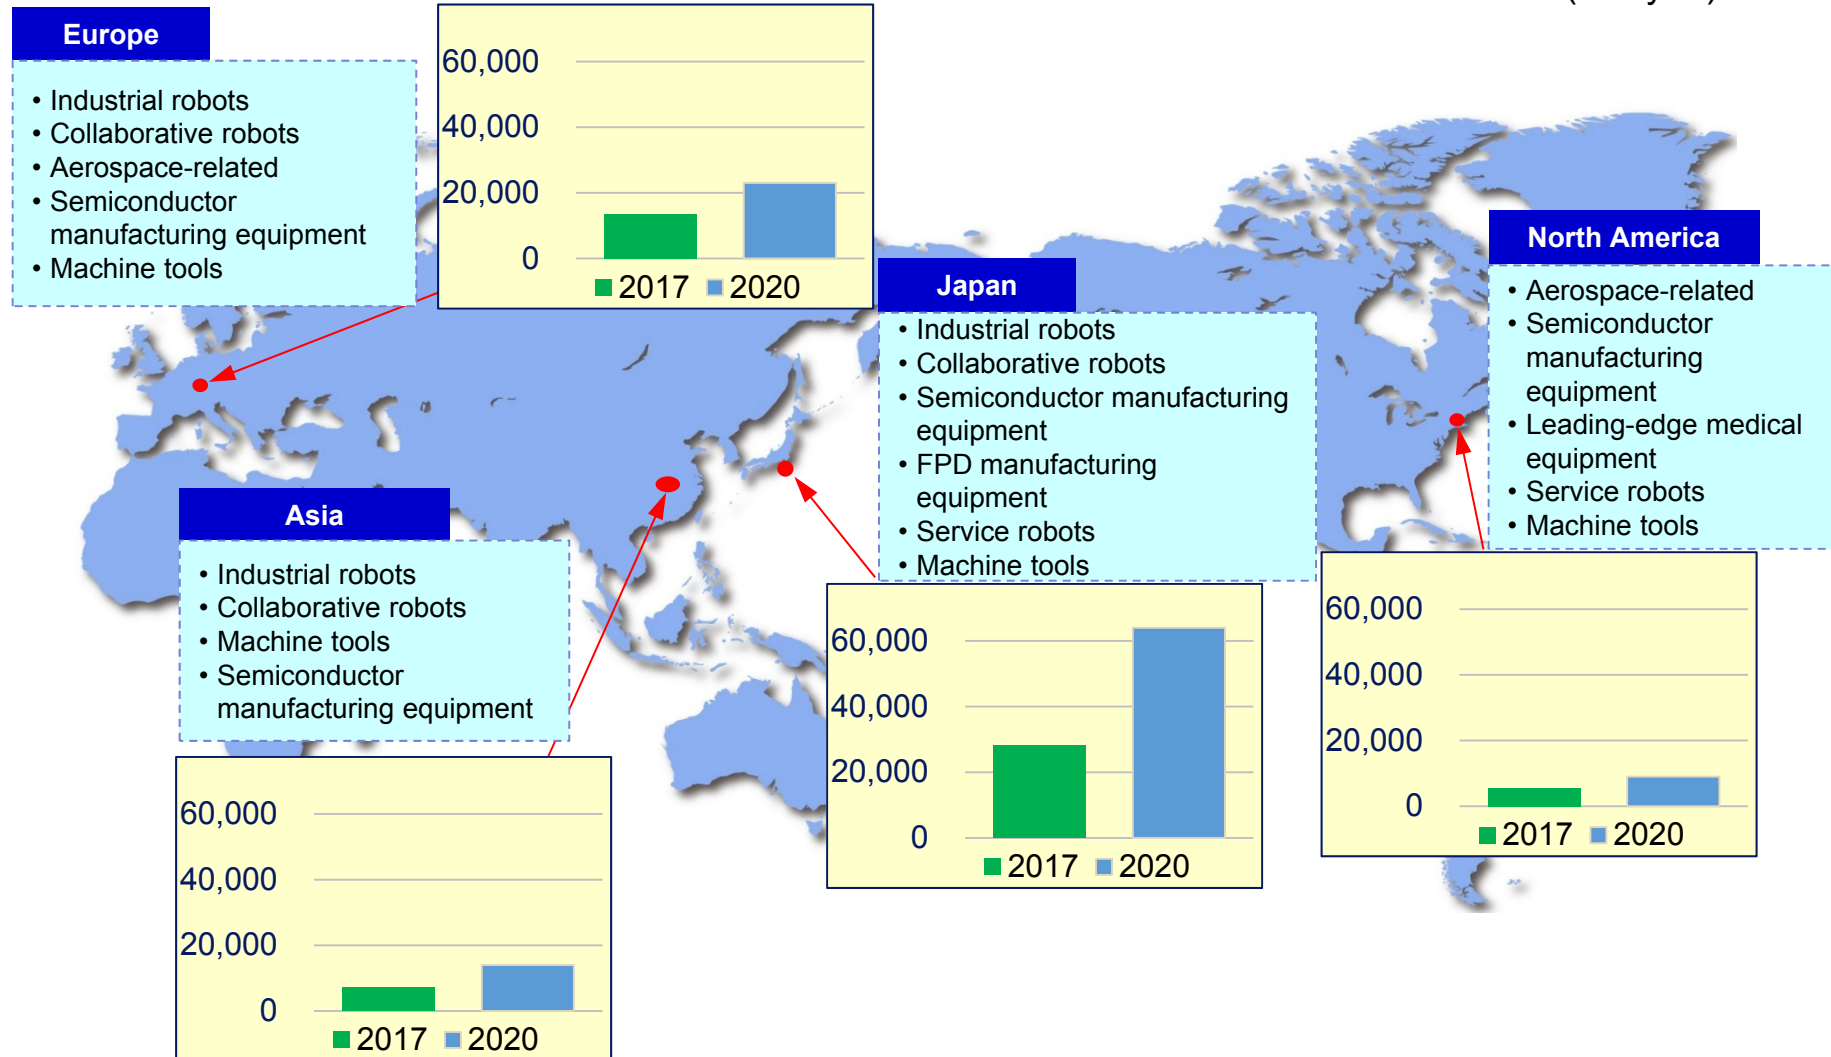 Europe
• Industrial robots
• Collaborative robots
• Aerospace-related
• Semiconductor
manufacturing equipment
• Machine tools
60,000
40,000
20,000
0
2017 2020
Japan
• Industrial robots
• Collaborative robots
• Semiconductor manufacturing
equipment
• FPD manufacturing
equipment
• Service robots
• Machine tools
60,000
40,000
20,000
0
2017 2020
North America
• Aerospace-related
• Semiconductor
manufacturing
equipment
• Leading-edge medical
equipment
• Service robots
• Machine tools
60,000
40,000
20,000
0
2017 2020
Asia
• Industrial robots
• Collaborative robots
• Machine tools
• Semiconductor
manufacturing equipment
60,000
40,000
20,000
0
2017 2020